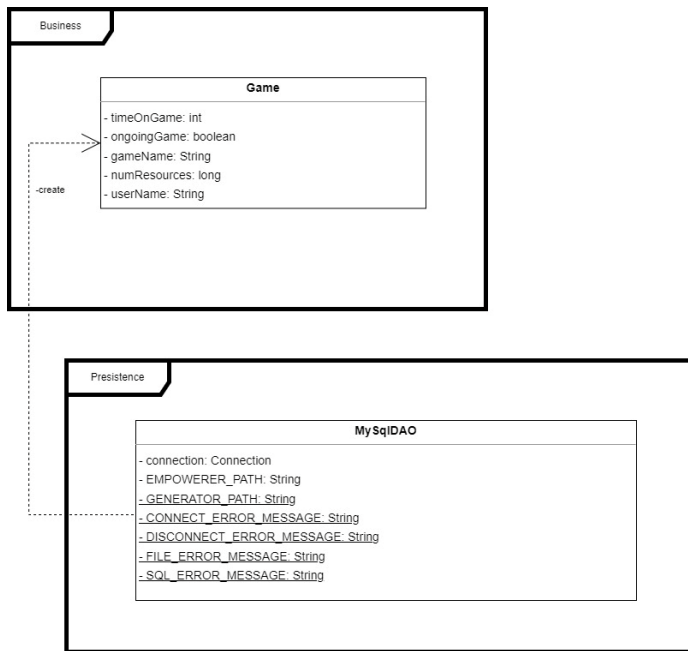 Business
Game
- timeOnGame: int
- ongoingGame: boolean
- gameName: String
- numResources: long
- userName: String
-create
Presistence
MySqlDAO
- connection: Connection
- EMPOWERER_PATH: String
- GENERATOR_PATH: String
- CONNECT_ERROR_MESSAGE: String
- DISCONNECT_ERROR_MESSAGE: String
- FILE_ERROR_MESSAGE: String
- SQL_ERROR_MESSAGE: String